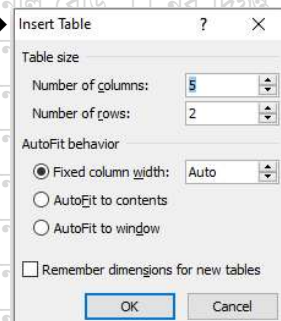 Insert Table ? ×
Table size
Number of columns: 5
Number of rows: 2
AutoFit behavior
Fixed column width: Auto
AutoFit to contents
AutoFit to window
Remember dimensions for new tables
OK Cancel